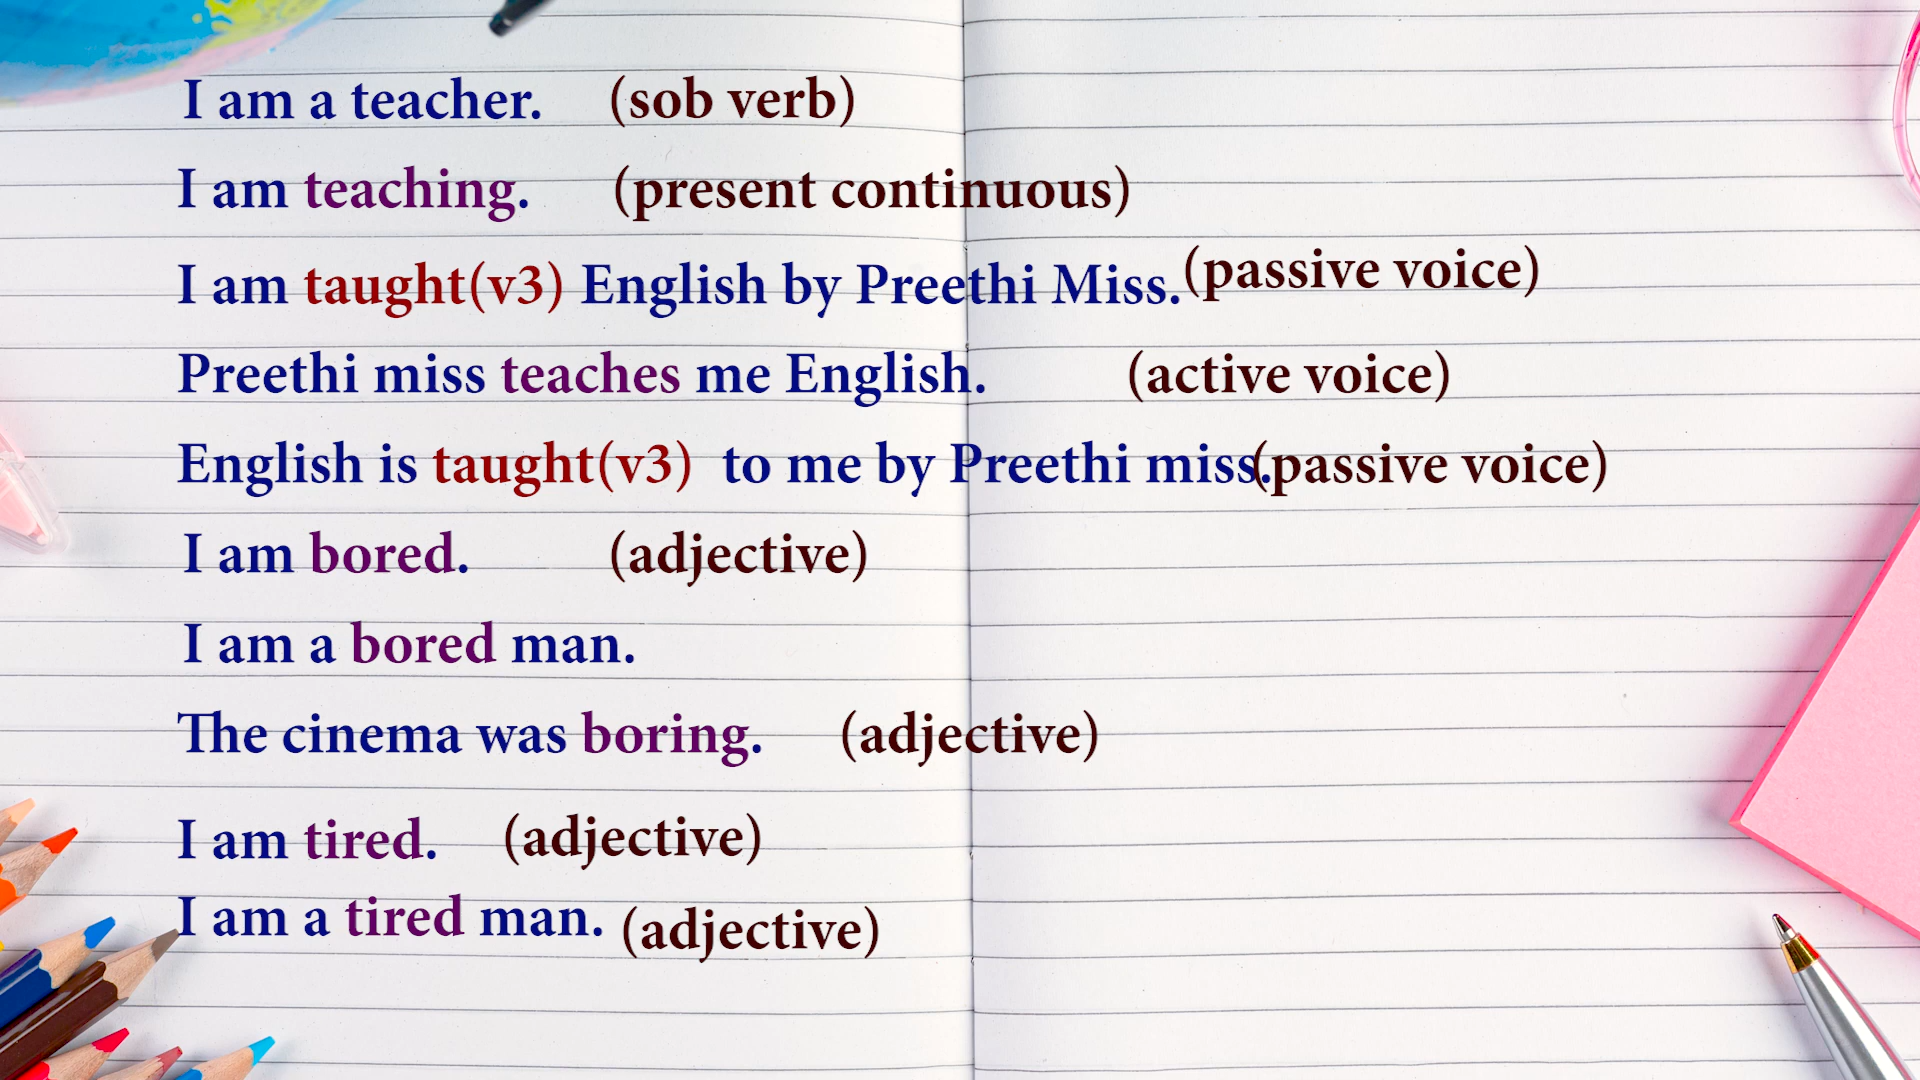 I am a teacher. (sob verb)
I am teaching. (present continuous)
I am taught(v3) English by Preethi Miss. (passive voice)
Preethi miss teaches me English. (active voice)
English is taught(v3) to me by Preethi miss. (passive voice)
I am bored. (adjective)
I am a bored man.
The cinema was boring. (adjective)
I am tired. (adjective)
I am a tired man. (adjective)